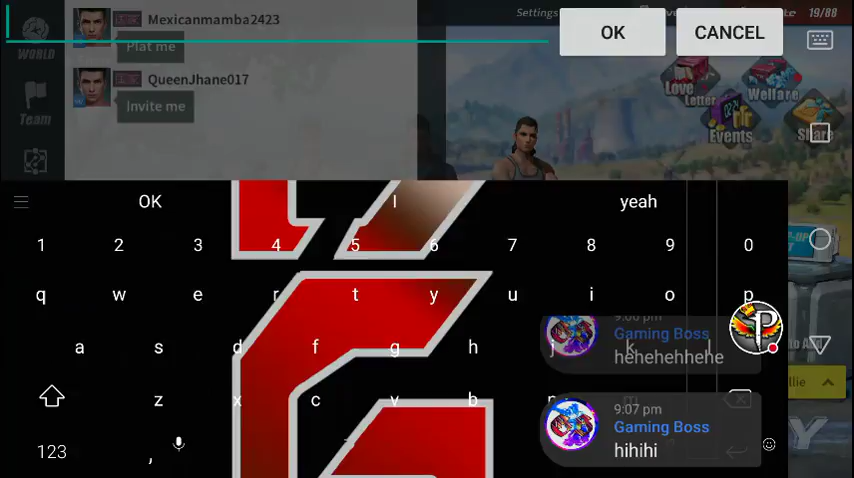 Mexicanmamba2423
Settings
19/88
OK
CANCEL
WORLD
Plat me
QueenJhane017
Invite me
Team
Love
Letter
Welfare
Events
Share
OK
I
yeah
1 2 3 4 5 6 7 8 9 0
q w e r t y u i o p
a s d f g h j k l
z x c v b n m
123
,
9:06 pm
Gaming Boss
hehehehhehe
9:07 pm
Gaming Boss
hihihi
P